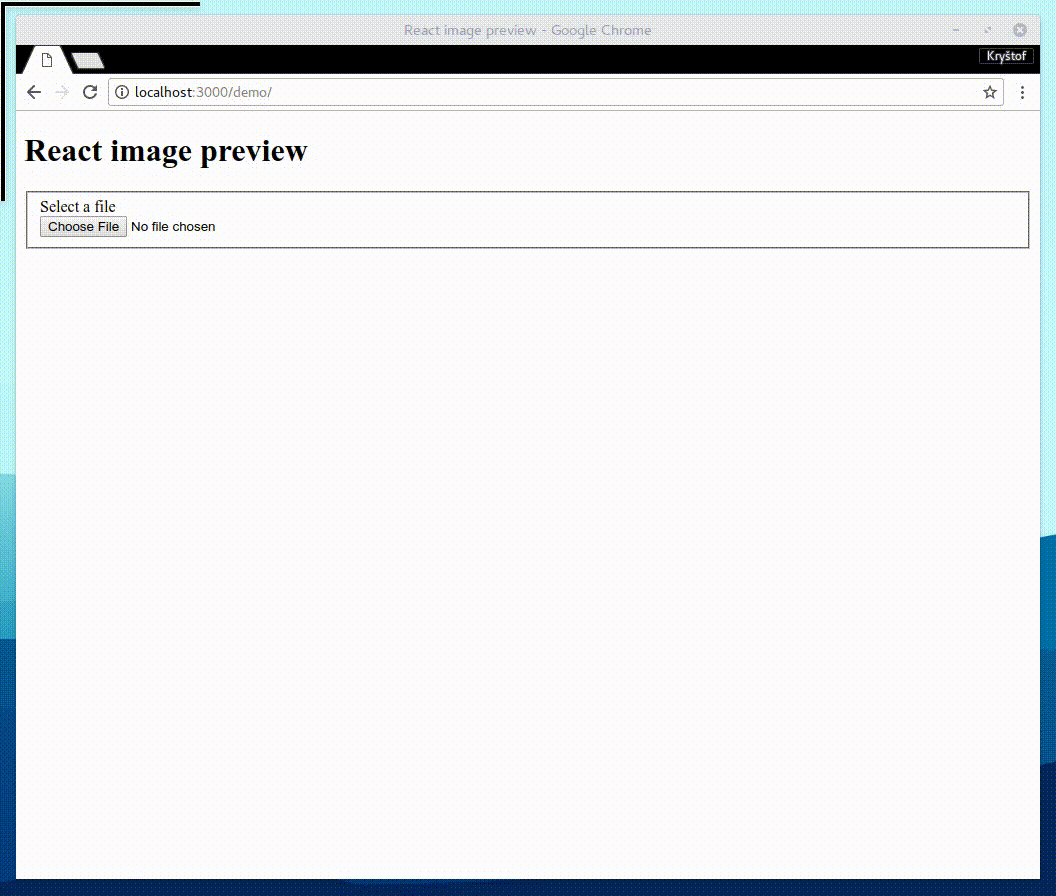 React image preview - Google Chrome
Kryštof
localhost:3000/demo/
React image preview
Select a file
Choose File No file chosen